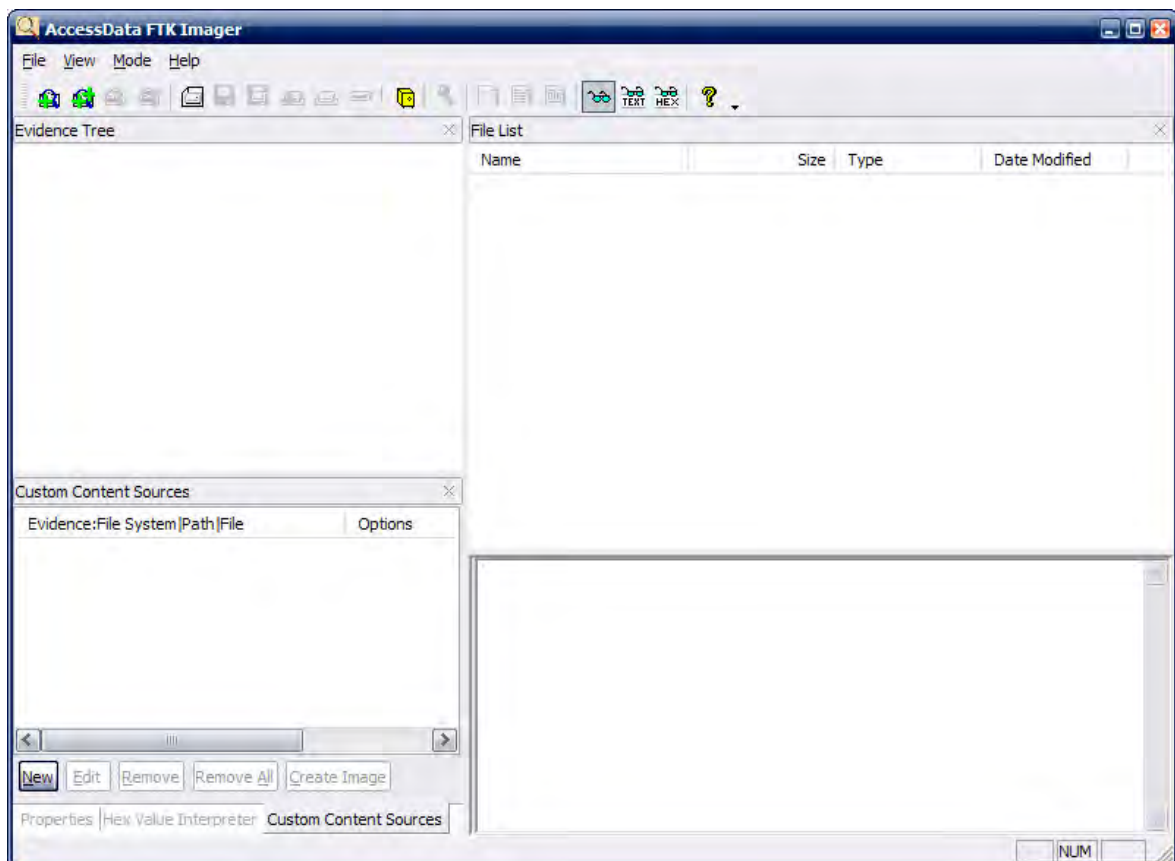 AccessData FTK Imager
File View Mode Help
TEXT HEX ?
Evidence Tree
File List
Name Size Type Date Modified
Custom Content Sources
Evidence:File System|Path|File Options
New Edit Remove Remove All Create Image
Properties Hex Value Interpreter Custom Content Sources
NUM